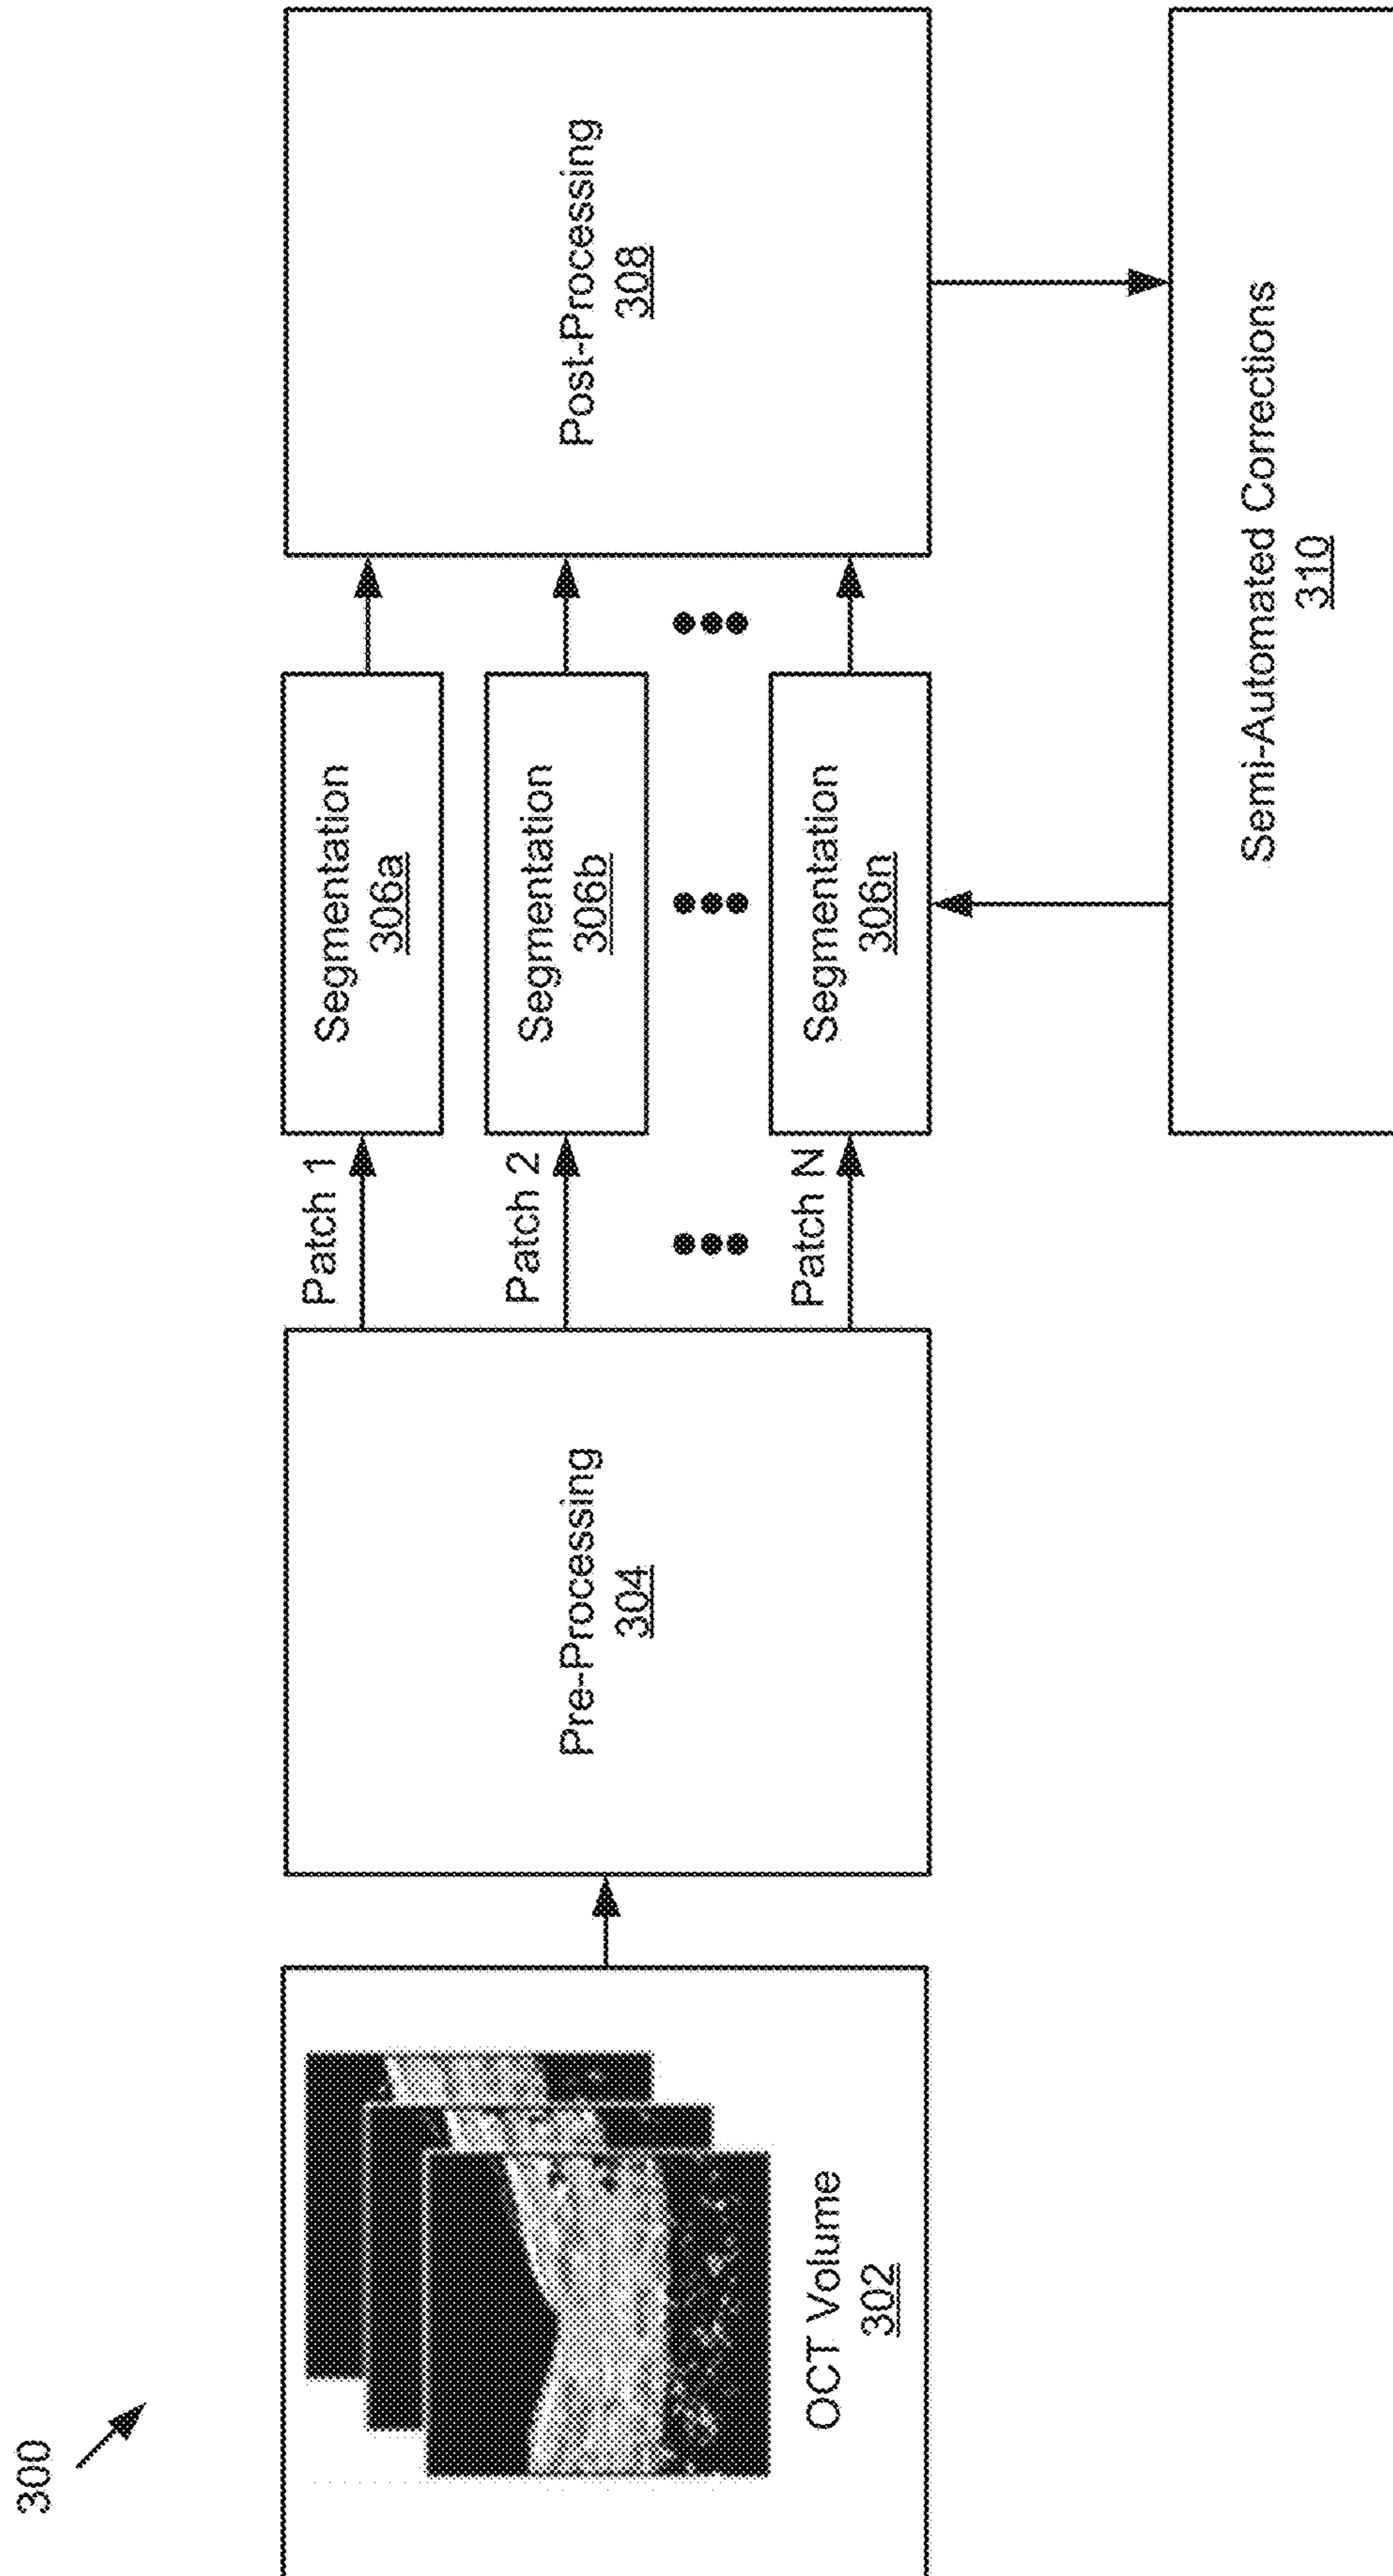 300
OCT Volume
302
Pre-Processing
304
Patch 1
Patch 2
Patch N
Segmentation
306a
Segmentation
306b
Segmentation
306n
Post-Processing
308
Semi-Automated Corrections
310